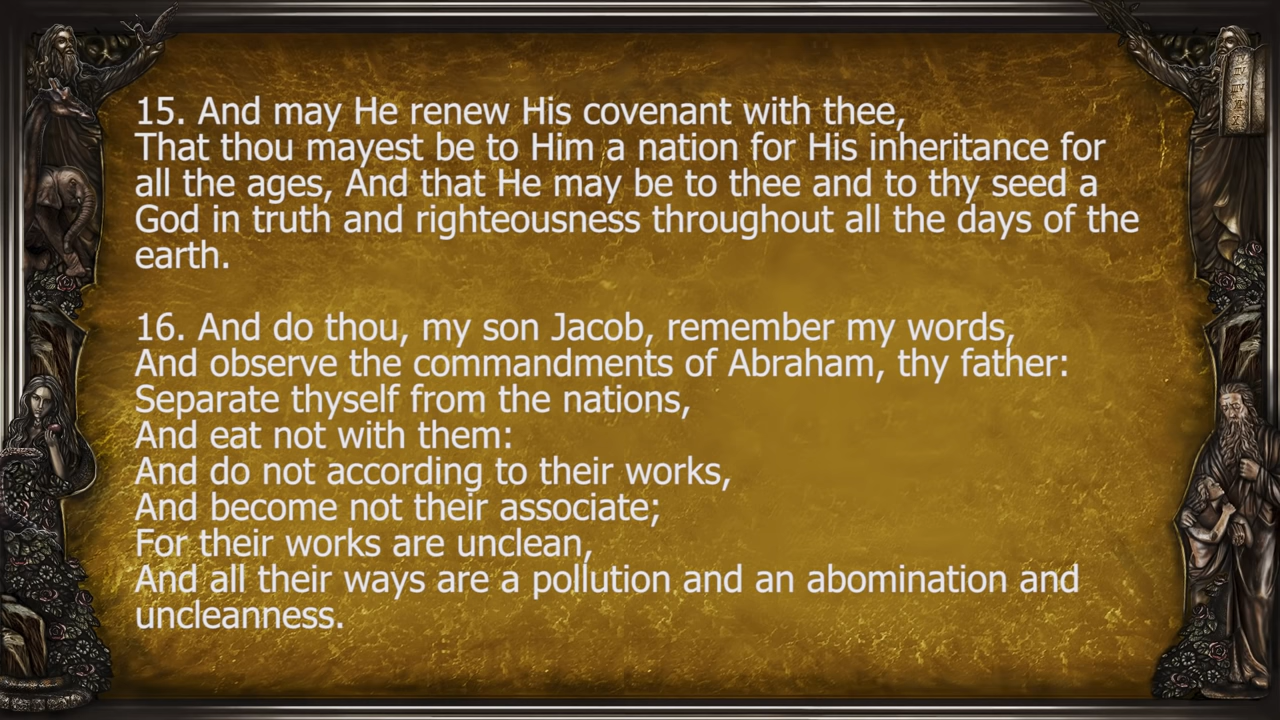 15. And may He renew His covenant with thee,
That thou mayest be to Him a nation for His inheritance for
all the ages, And that He may be to thee and to thy seed a
God in truth and righteousness throughout all the days of the
earth.
16. And do thou, my son Jacob, remember my words,
And observe the commandments of Abraham, thy father:
Separate thyself from the nations,
And eat not with them:
And do not according to their works,
And become not their associate;
For their works are unclean,
And all their ways are a pollution and an abomination and
uncleanness.